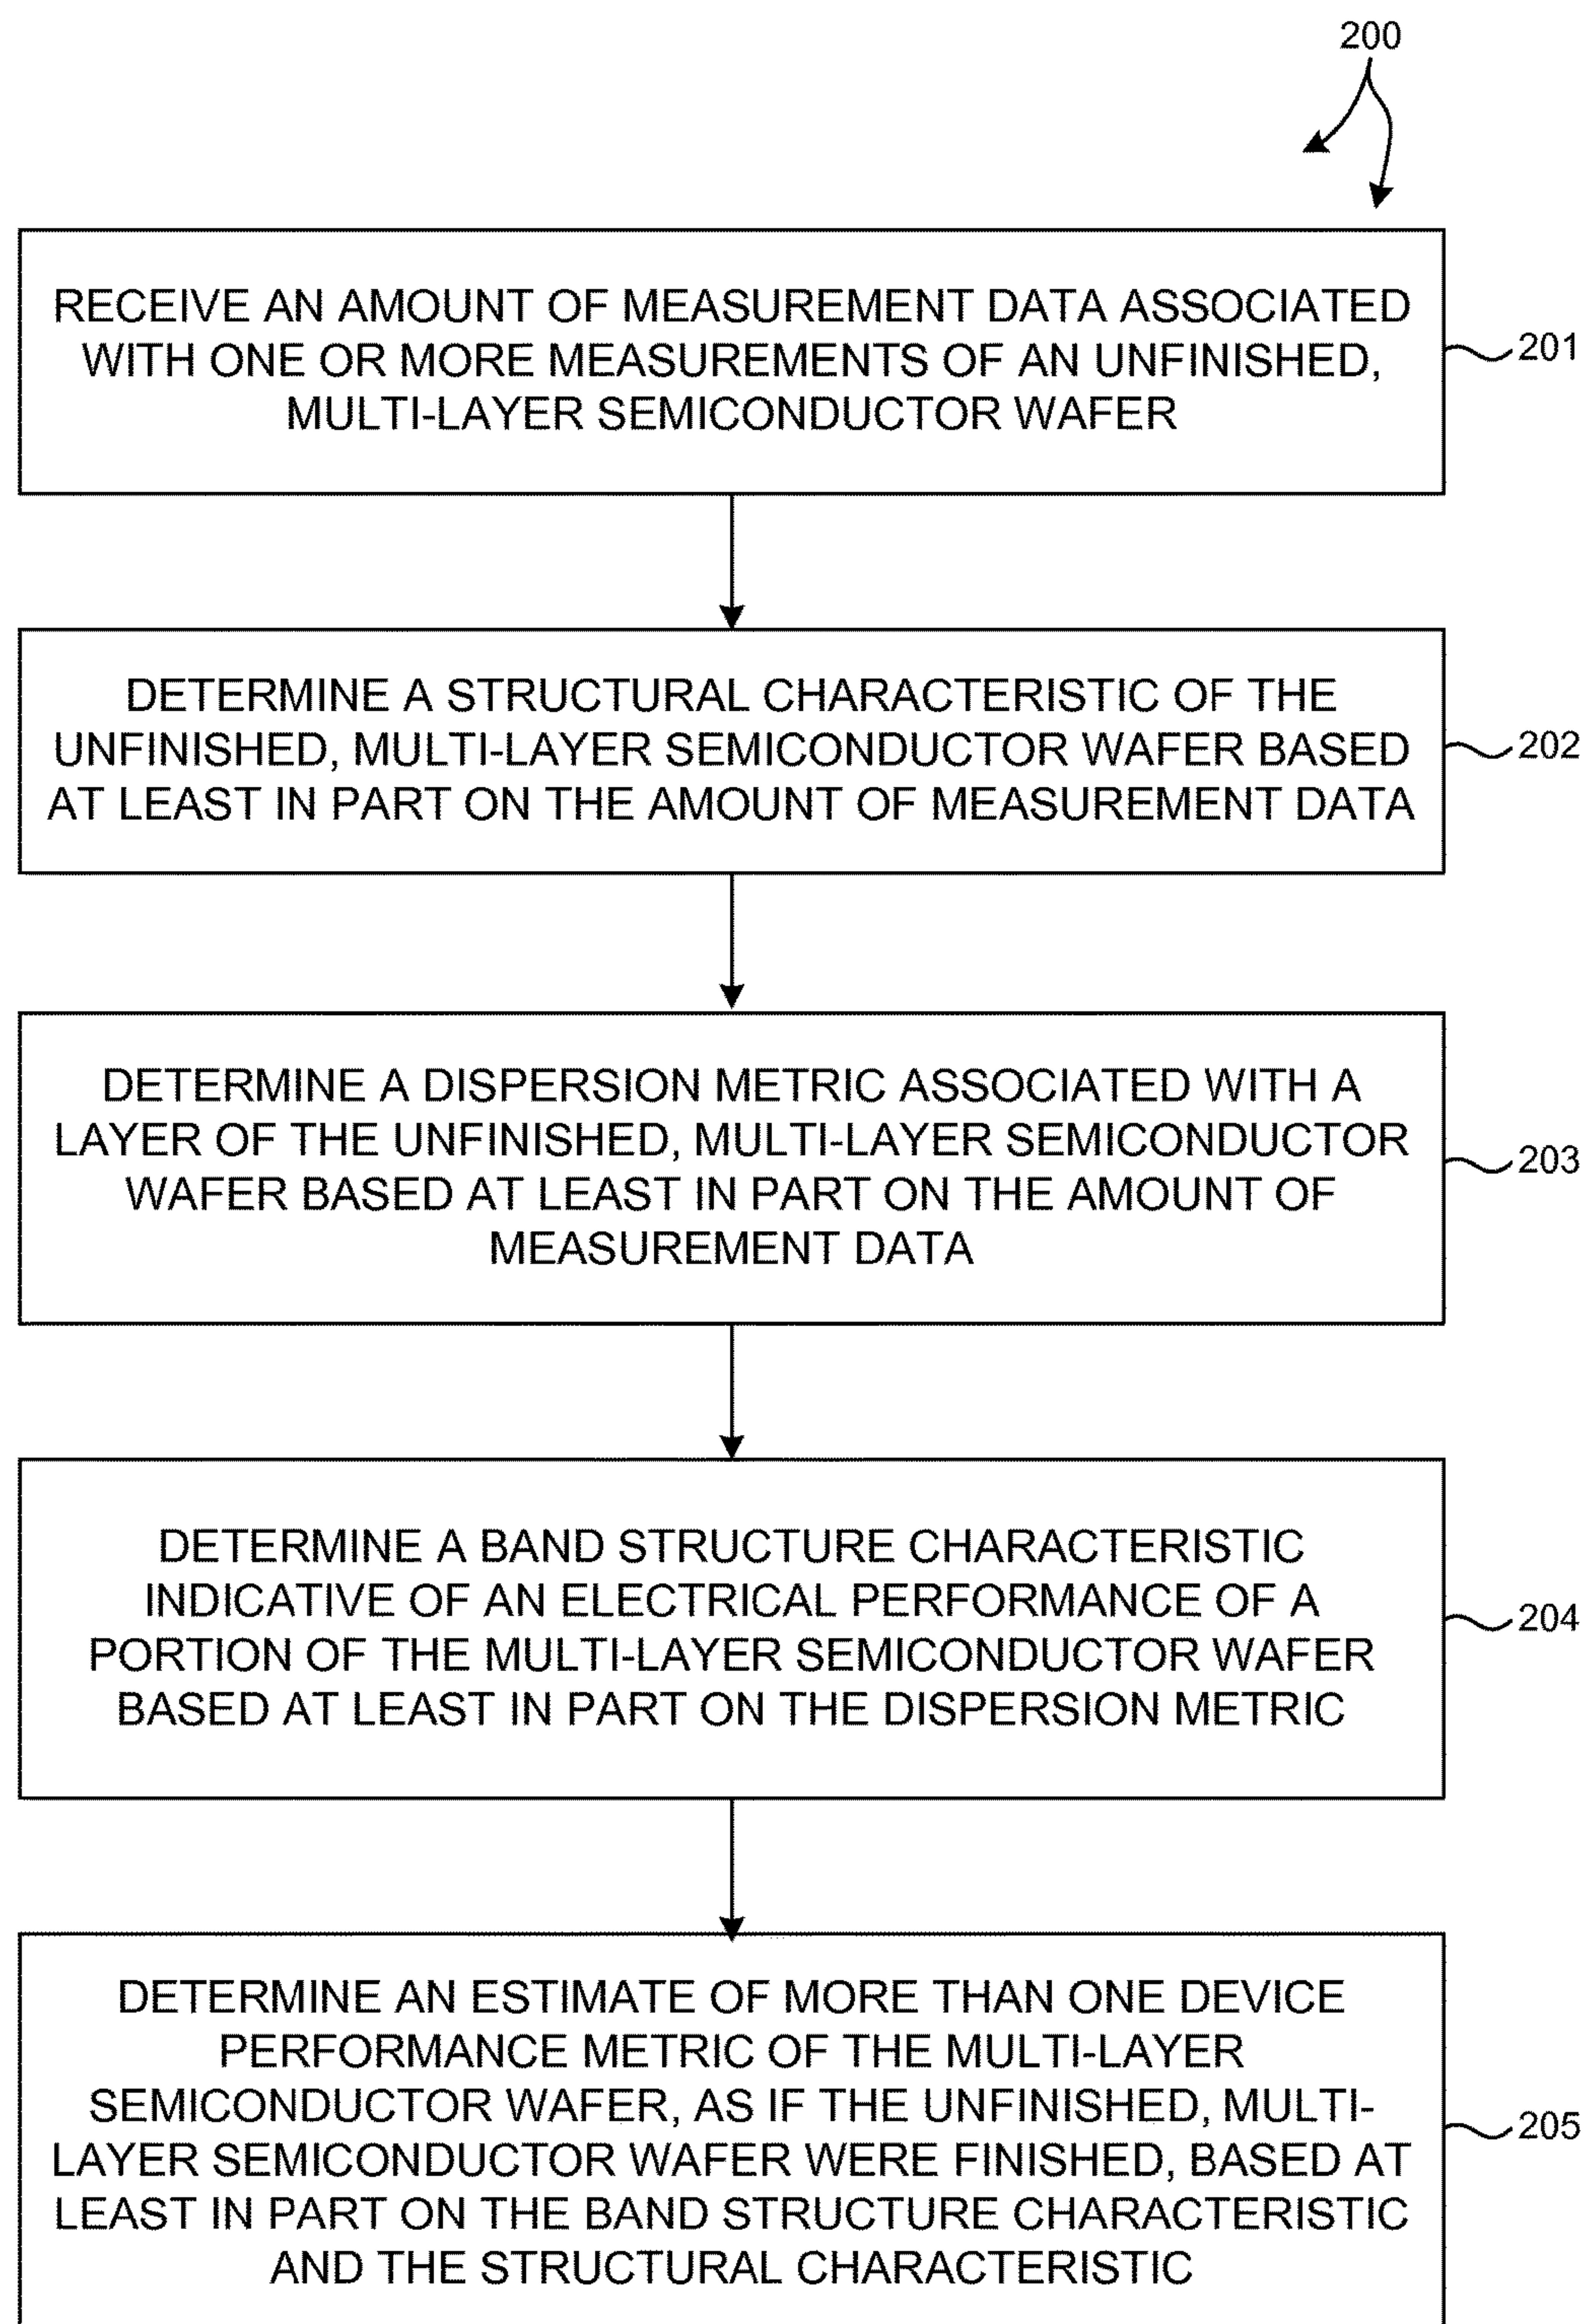 200
RECEIVE AN AMOUNT OF MEASUREMENT DATA ASSOCIATED
WITH ONE OR MORE MEASUREMENTS OF AN UNFINISHED,
MULTI-LAYER SEMICONDUCTOR WAFER
201
DETERMINE A STRUCTURAL CHARACTERISTIC OF THE
UNFINISHED, MULTI-LAYER SEMICONDUCTOR WAFER BASED
AT LEAST IN PART ON THE AMOUNT OF MEASUREMENT DATA
202
DETERMINE A DISPERSION METRIC ASSOCIATED WITH A
LAYER OF THE UNFINISHED, MULTI-LAYER SEMICONDUCTOR
WAFER BASED AT LEAST IN PART ON THE AMOUNT OF
MEASUREMENT DATA
203
DETERMINE A BAND STRUCTURE CHARACTERISTIC
INDICATIVE OF AN ELECTRICAL PERFORMANCE OF A
PORTION OF THE MULTI-LAYER SEMICONDUCTOR WAFER
BASED AT LEAST IN PART ON THE DISPERSION METRIC
204
DETERMINE AN ESTIMATE OF MORE THAN ONE DEVICE
PERFORMANCE METRIC OF THE MULTI-LAYER
SEMICONDUCTOR WAFER, AS IF THE UNFINISHED, MULTI-
LAYER SEMICONDUCTOR WAFER WERE FINISHED, BASED AT
LEAST IN PART ON THE BAND STRUCTURE CHARACTERISTIC
AND THE STRUCTURAL CHARACTERISTIC
205